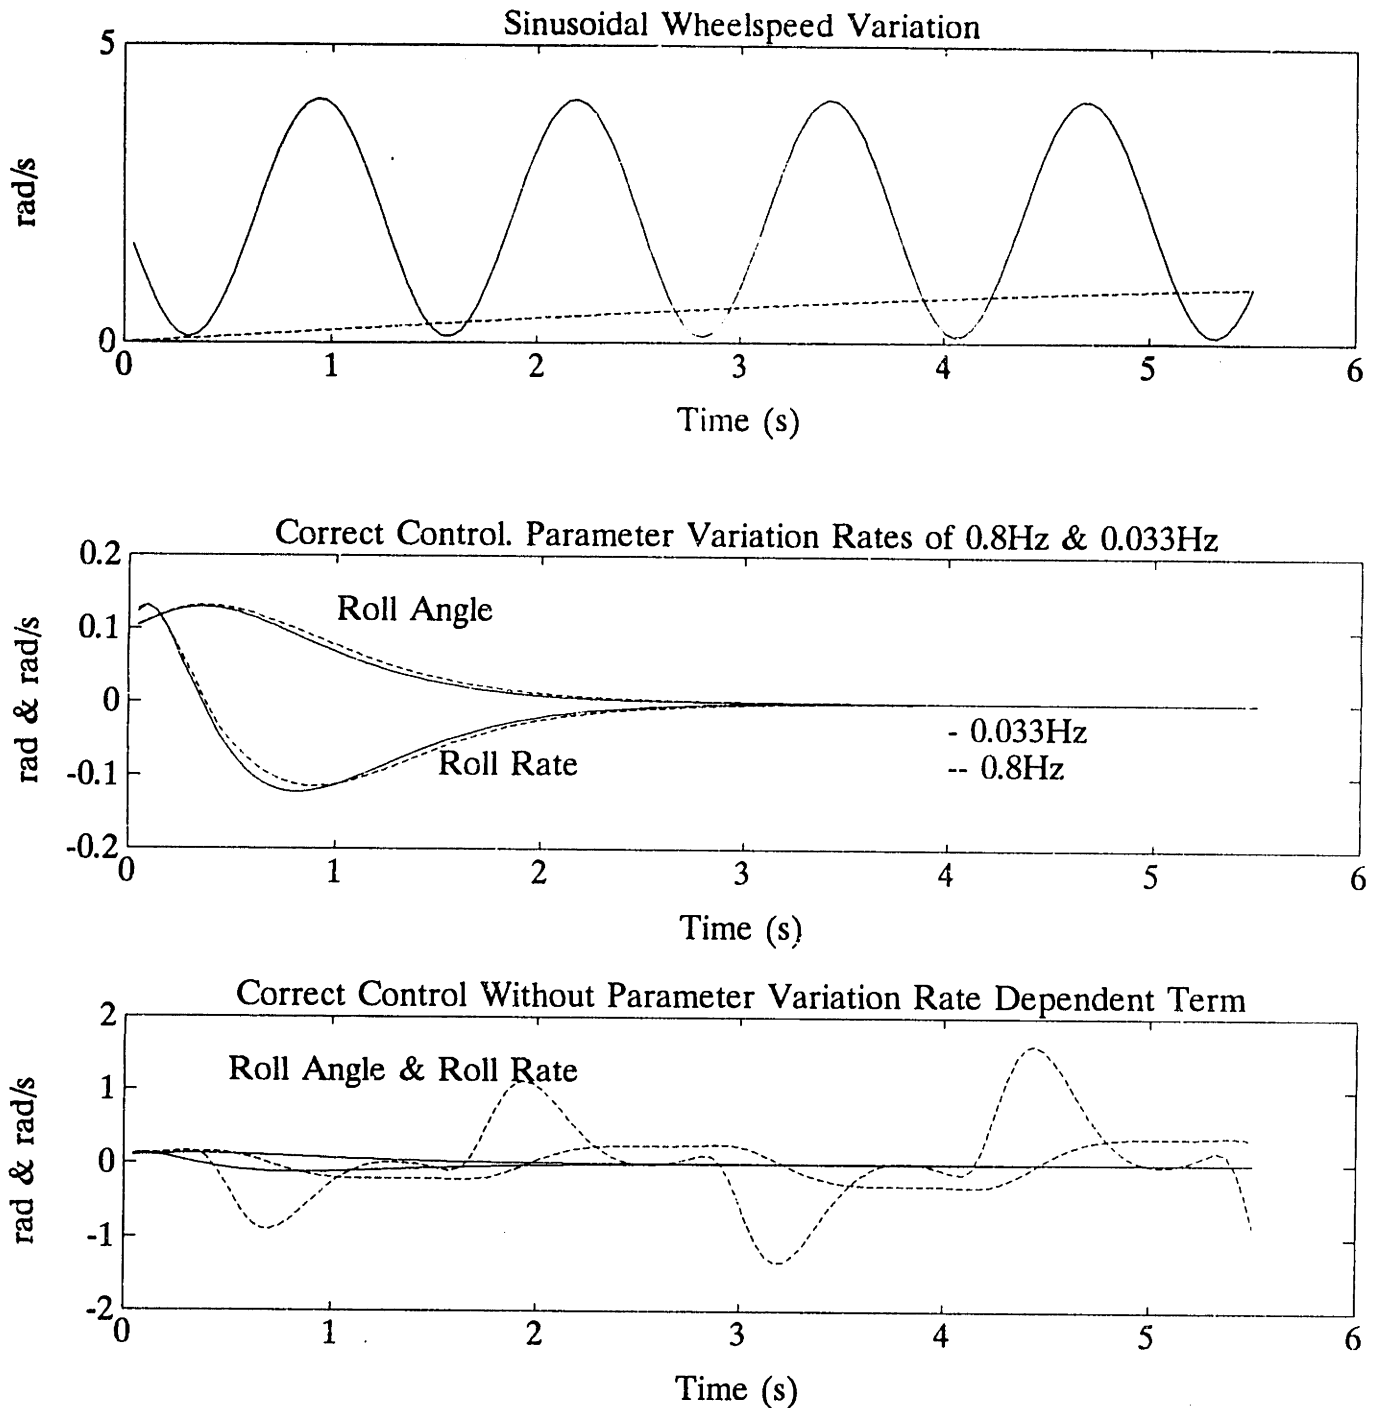 Sinusoidal Wheelspeed Variation
5
rad/s
0
0 1 2 3 4 5 6
Time (s)
Correct Control. Parameter Variation Rates of 0.8Hz & 0.033Hz
0.2
Roll Angle
0.1
rad & rad/s
0
- 0.033Hz
Roll Rate
-- 0.8Hz
-0.1
-0.2
0 1 2 3 4 5 6
Time (s)
Correct Control Without Parameter Variation Rate Dependent Term
2
Roll Angle & Roll Rate
1
rad & rad/s
0
-1
-2
0 1 2 3 4 5 6
Time (s)